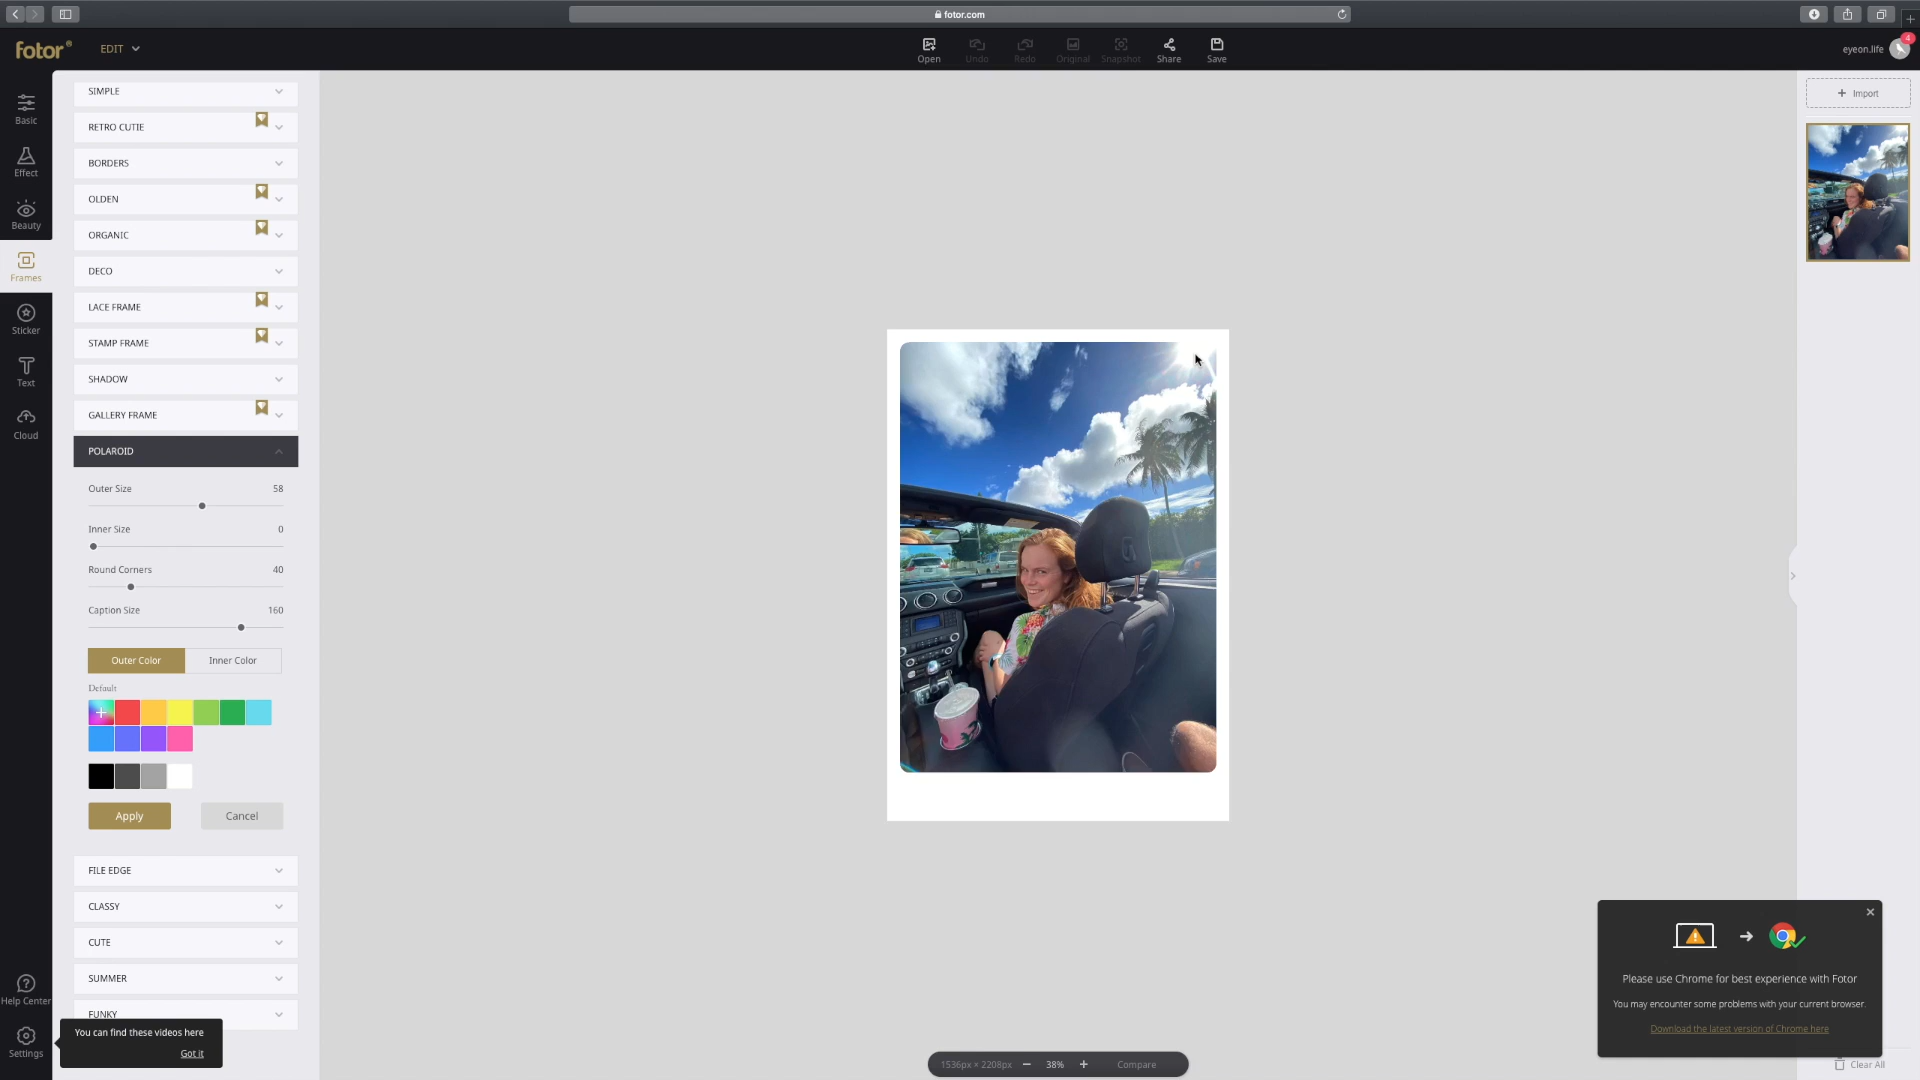 fotor.com
fotor®
EDIT
Open
Undo
Redo
Original
Snapshot
Share
Save
eyeon.life
4
Basic
Effect
Beauty
Frames
Sticker
Text
Cloud
Help Center
Settings
SIMPLE
RETRO CUTIE
BORDERS
OLDEN
ORGANIC
DECO
LACE FRAME
STAMP FRAME
SHADOW
GALLERY FRAME
POLAROID
Outer Size 58
Inner Size 0
Round Corners 40
Caption Size 160
Outer Color Inner Color
Default
Apply Cancel
FILE EDGE
CLASSY
CUTE
SUMMER
FUNKY
You can find these videos here
Got it
1536px × 2208px
38%
Compare
+ Import
Please use Chrome for best experience with Fotor
You may encounter some problems with your current browser.
Download the latest version of Chrome here
Clear All